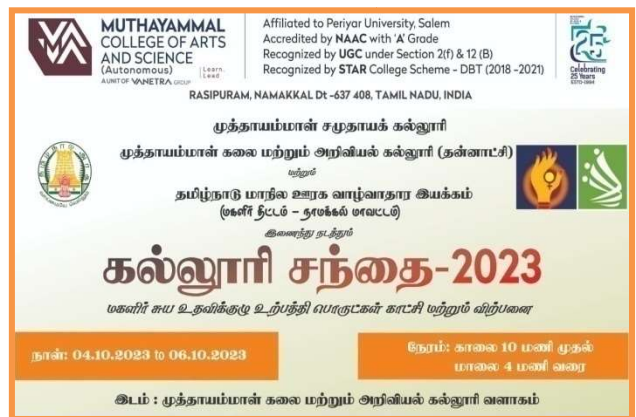 MUTHAYAMMAL
COLLEGE OF ARTS
AND SCIENCE
(Autonomous)
A UNIT OF VANETRA GROUP
Learn.
Lead
Affiliated to Periyar University, Salem
Accredited by NAAC with 'A' Grade
Recognized by UGC under Section 2(f) & 12 (B)
Recognized by STAR College Scheme - DBT (2018 -2021)
Celebrating
25 Years
RASIPURAM, NAMAKKAL Dt -637 408, TAMIL NADU, INDIA
முத்தாயம்மாள் சமுதாயக் கல்லூரி
முத்தாயம்மாள் கலை மற்றும் அறிவியல் கல்லூரி (தன்னாட்சி)
மற்றும்
தமிழ்நாடு மாநில ஊரக வாழ்வாதார இயக்கம்
(மகளிர் திட்டம் – நாமக்கல் மாவட்டம்)
இணைந்து நடத்தும்
கல்லூரி சந்தை-2023
மகளிர் சுய உதவிக்குழு உற்பத்தி பொருட்கள் காட்சி மற்றும் விற்பனை
நாள்: 04.10.2023 to 06.10.2023
நேரம்: காலை 10 மணி முதல்
மாலை 4 மணி வரை
இடம் : முத்தாயம்மாள் கலை மற்றும் அறிவியல் கல்லூரி வளாகம்